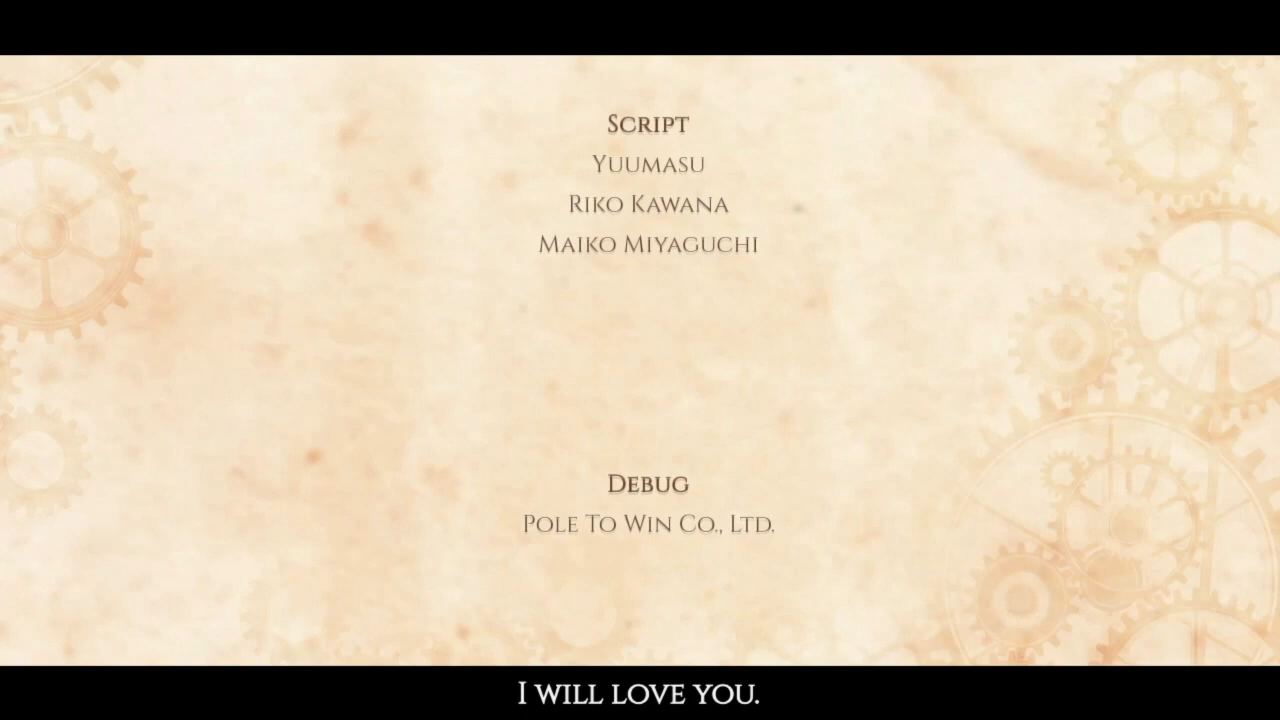 Script
Yuumasu
Riko Kawana
Maiko Miyaguchi
Debug
Pole To Win Co., Ltd.
I will love you.